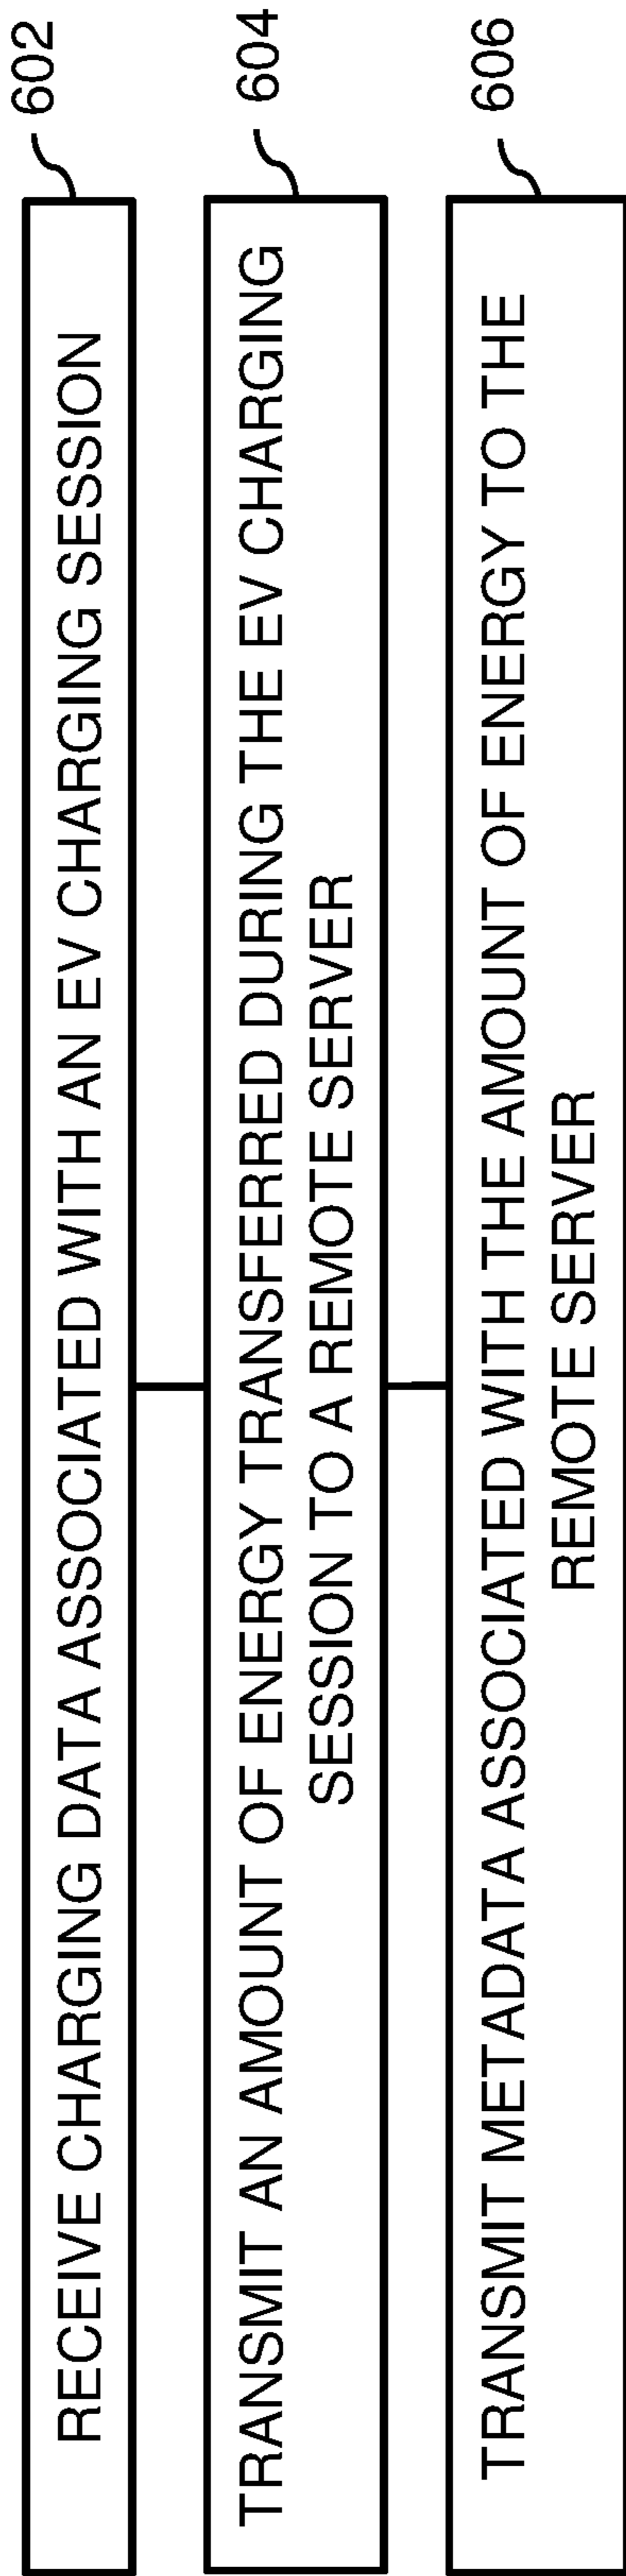 RECEIVE CHARGING DATA ASSOCIATED WITH AN EV CHARGING SESSION
602
TRANSMIT AN AMOUNT OF ENERGY TRANSFERRED DURING THE EV CHARGING
SESSION TO A REMOTE SERVER
604
TRANSMIT METADATA ASSOCIATED WITH THE AMOUNT OF ENERGY TO THE
REMOTE SERVER
606